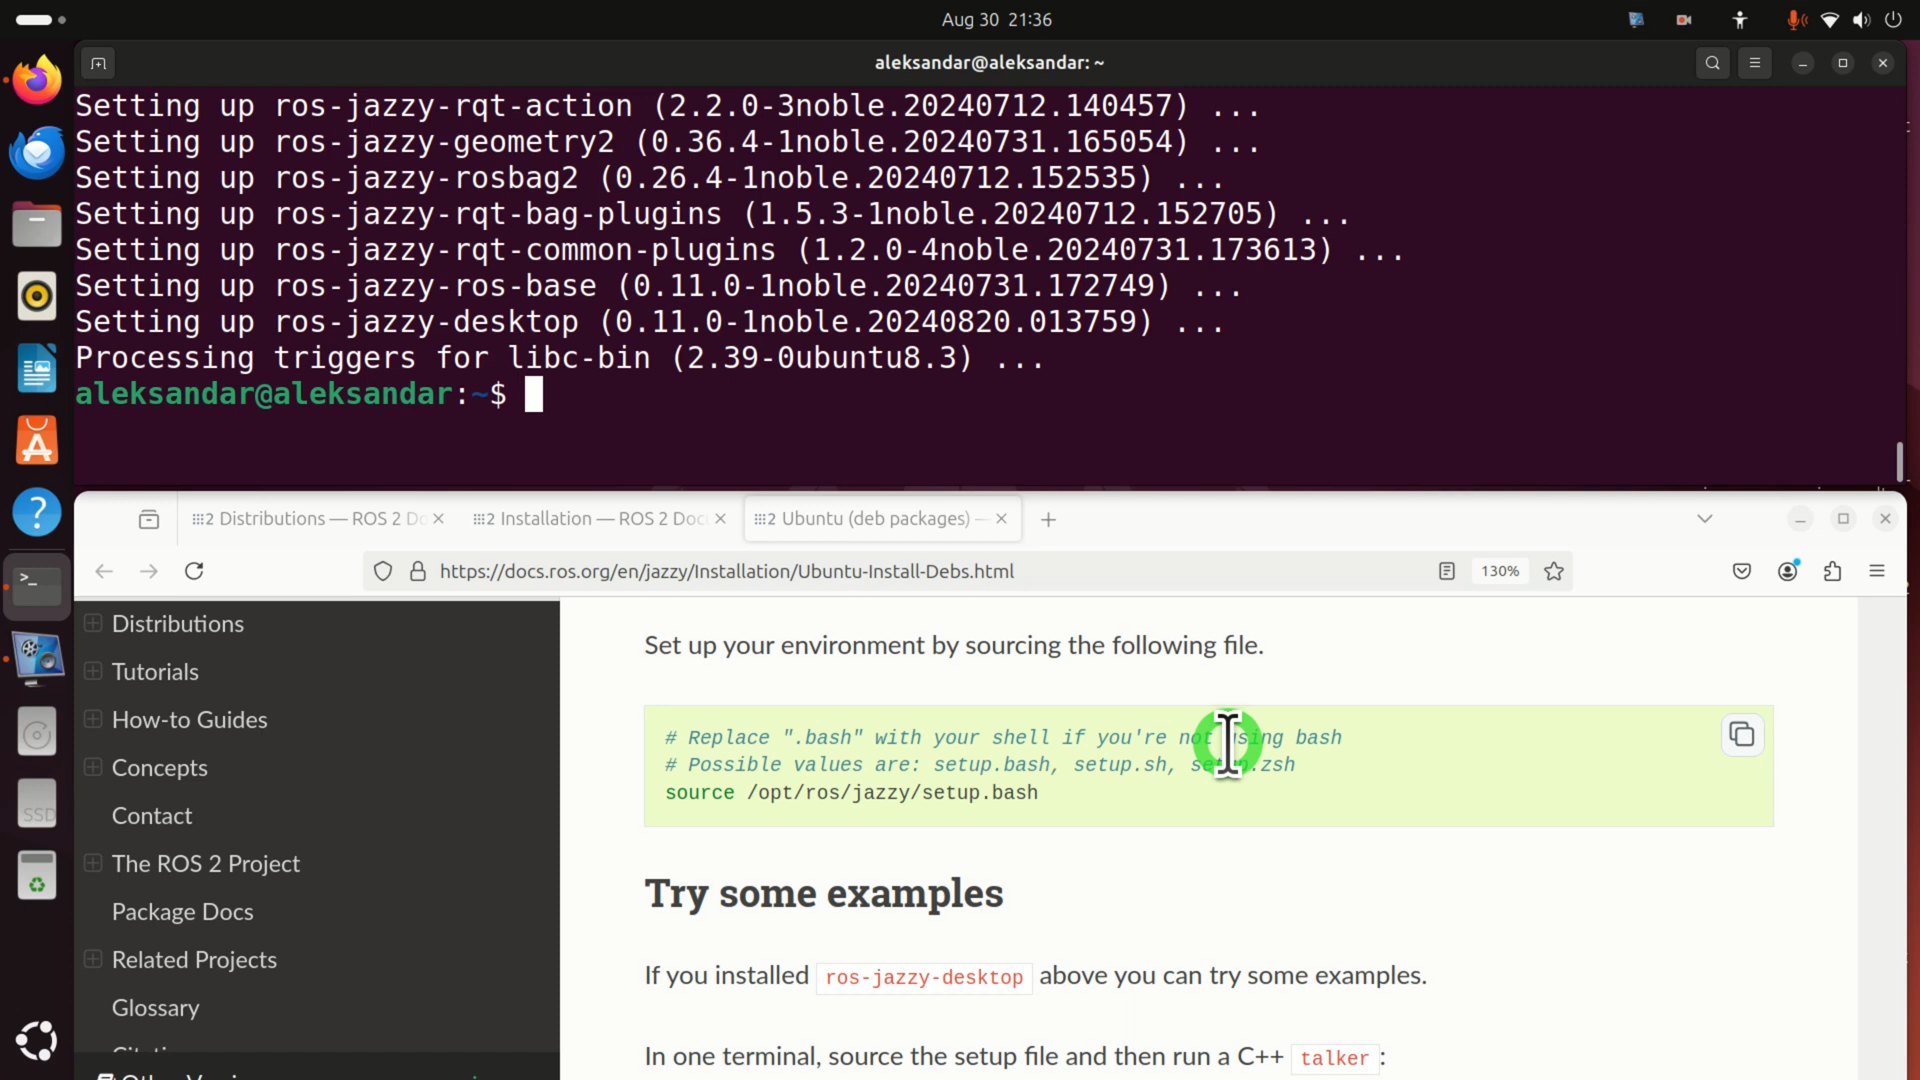 Aug 30 21:36
aleksandar@aleksandar: ~
Setting up ros-jazzy-rqt-action (2.2.0-3noble.20240712.140457) ...
Setting up ros-jazzy-geometry2 (0.36.4-1noble.20240731.165054) ...
Setting up ros-jazzy-rosbag2 (0.26.4-1noble.20240712.152535) ...
Setting up ros-jazzy-rqt-bag-plugins (1.5.3-1noble.20240712.152705) ...
Setting up ros-jazzy-rqt-common-plugins (1.2.0-4noble.20240731.173613) ...
Setting up ros-jazzy-ros-base (0.11.0-1noble.20240731.172749) ...
Setting up ros-jazzy-desktop (0.11.0-1noble.20240820.013759) ...
Processing triggers for libc-bin (2.39-0ubuntu8.3) ...
aleksandar@aleksandar:~$
Distributions — ROS 2 Do
Installation — ROS 2 Doc
Ubuntu (deb packages) —
https://docs.ros.org/en/jazzy/Installation/Ubuntu-Install-Debs.html
130%
Distributions
Tutorials
How-to Guides
Concepts
Contact
The ROS 2 Project
Package Docs
Related Projects
Glossary
SSD
Set up your environment by sourcing the following file.
# Replace ".bash" with your shell if you're not using bash
# Possible values are: setup.bash, setup.sh, setup.zsh
source /opt/ros/jazzy/setup.bash
Try some examples
If you installed ros-jazzy-desktop above you can try some examples.
In one terminal, source the setup file and then run a C++ talker: